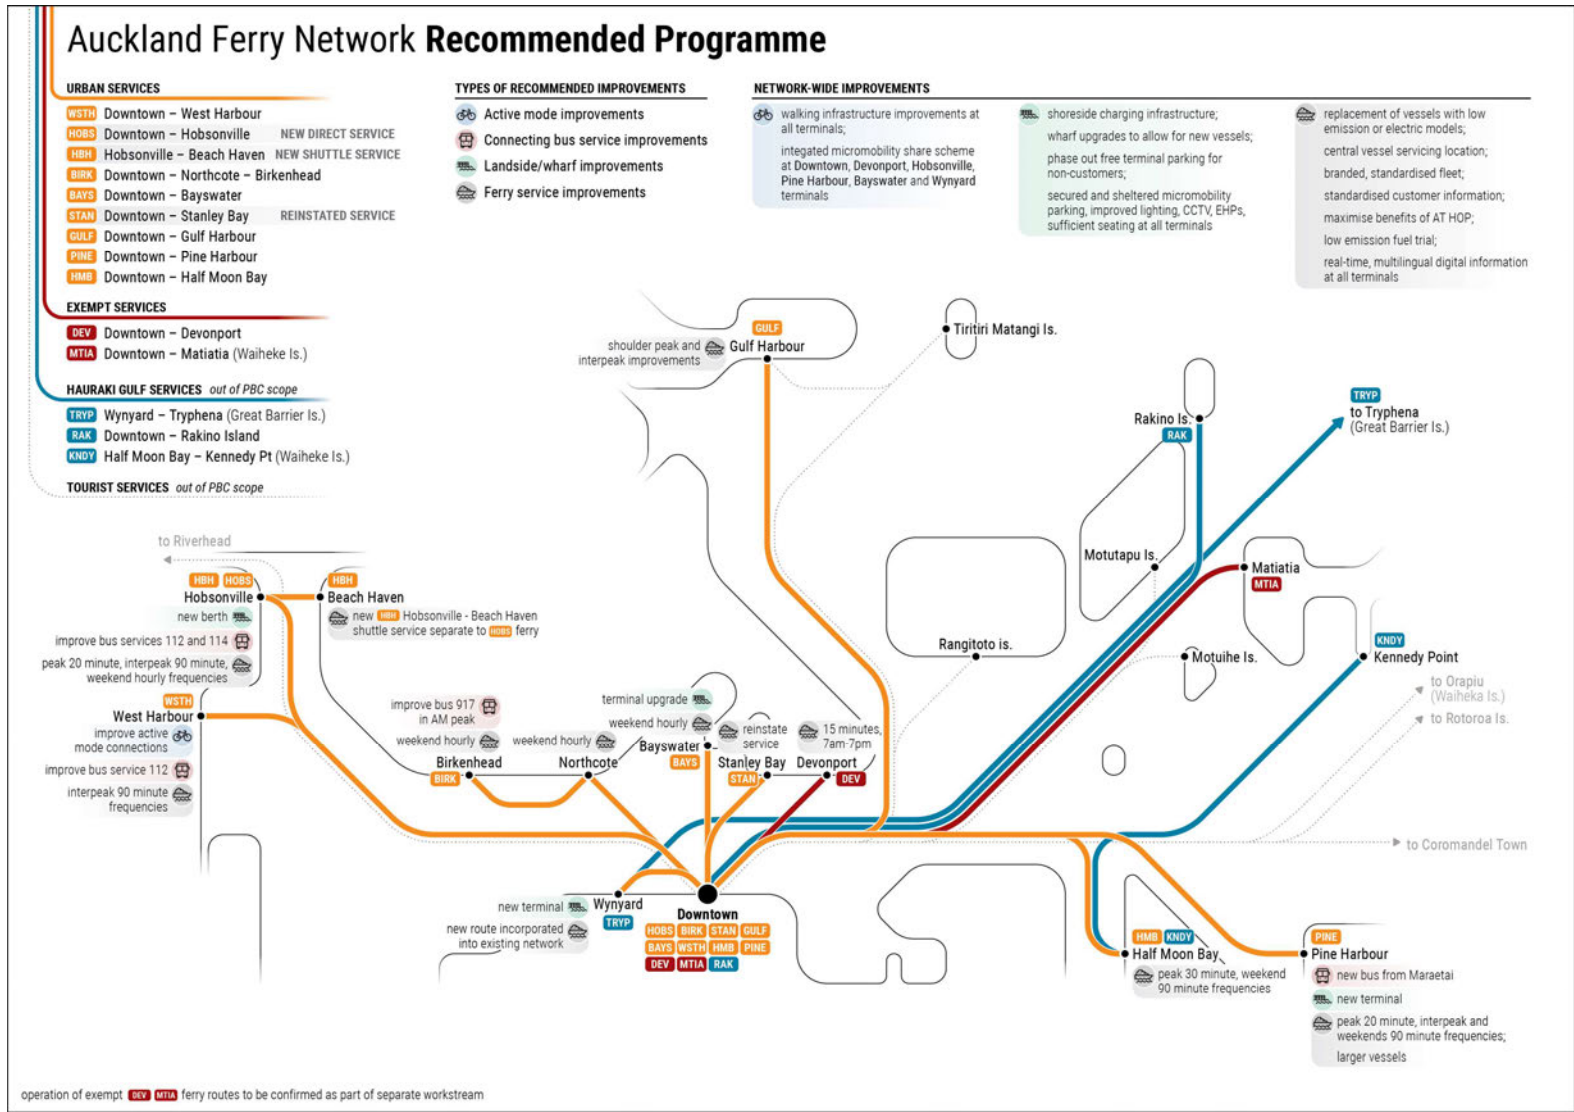 Auckland Ferry Network Recommended Programme
URBAN SERVICES
WSTH Downtown – West Harbour
HOBS Downtown – Hobsonville NEW DIRECT SERVICE
HBH Hobsonville – Beach Haven NEW SHUTTLE SERVICE
BIRK Downtown – Northcote – Birkenhead
BAYS Downtown – Bayswater
STAN Downtown – Stanley Bay REINSTATED SERVICE
GULF Downtown – Gulf Harbour
PINE Downtown – Pine Harbour
HMB Downtown – Half Moon Bay
EXEMPT SERVICES
DEV Downtown – Devonport
MTIA Downtown – Matiatia (Waiheke Is.)
HAURAKI GULF SERVICES out of PBC scope
TRYP Wynyard – Tryphena (Great Barrier Is.)
RAK Downtown – Rakino Island
KNDY Half Moon Bay – Kennedy Pt (Waiheke Is.)
TOURIST SERVICES out of PBC scope
TYPES OF RECOMMENDED IMPROVEMENTS
Active mode improvements
Connecting bus service improvements
Landside/wharf improvements
Ferry service improvements
NETWORK-WIDE IMPROVEMENTS
walking infrastructure improvements at
all terminals;
integated micromobility share scheme
at Downtown, Devonport, Hobsonville,
Pine Harbour, Bayswater and Wynyard
terminals
shoreside charging infrastructure;
wharf upgrades to allow for new vessels;
phase out free terminal parking for
non-customers;
secured and sheltered micromobility
parking, improved lighting, CCTV, EHPs,
sufficient seating at all terminals
replacement of vessels with low
emission or electric models;
central vessel servicing location;
branded, standardised fleet;
standardised customer information;
maximise benefits of AT HOP;
low emission fuel trial;
real-time, multilingual digital information
at all terminals
GULF
Gulf Harbour
shoulder peak and
interpeak improvements
Tiritiri Matangi Is.
Rakino Is.
RAK
TRYP
to Tryphena
(Great Barrier Is.)
Motutapu Is.
Matiatia
MTIA
Rangitoto is.
Motuihe Is.
KNDY
Kennedy Point
to Orapiu
(Waiheka Is.)
to Rotoroa Is.
to Coromandel Town
to Riverhead
HBH HOBS
Hobsonville
new berth
improve bus services 112 and 114
peak 20 minute, interpeak 90 minute,
weekend hourly frequencies
HBH
Beach Haven
new HBH Hobsonville - Beach Haven
shuttle service separate to HOBS ferry
WSTH
West Harbour
improve active
mode connections
improve bus service 112
interpeak 90 minute
frequencies
improve bus 917
in AM peak
weekend hourly
Birkenhead
BIRK
weekend hourly
Northcote
terminal upgrade
weekend hourly
Bayswater
BAYS
reinstate
service
Stanley Bay
STAN
15 minutes,
7am-7pm
Devonport
DEV
new terminal
Wynyard
TRYP
new route incorporated
into existing network
Downtown
HOBS BIRK STAN GULF
BAYS WSTH HMB PINE
DEV MTIA RAK
HMB KNDY
Half Moon Bay
peak 30 minute, weekend
90 minute frequencies
PINE
Pine Harbour
new bus from Maraetai
new terminal
peak 20 minute, interpeak and
weekends 90 minute frequencies;
larger vessels
operation of exempt DEV MTIA ferry routes to be confirmed as part of separate workstream